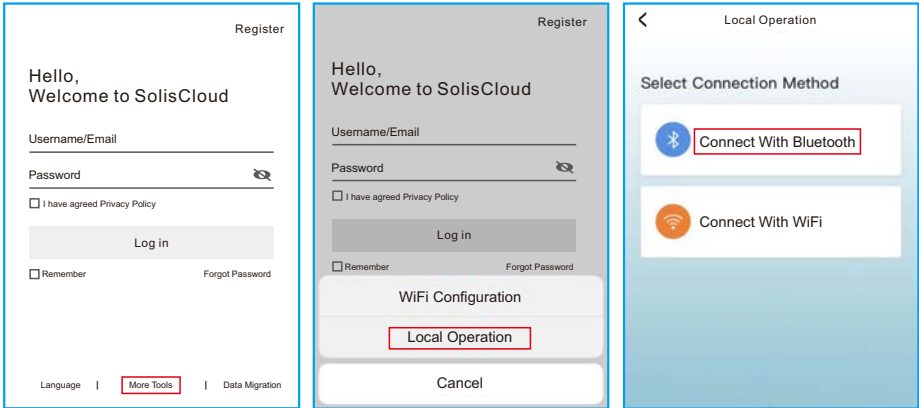 Register
Hello,
Welcome to SolisCloud
Username/Email
Password
I have agreed Privacy Policy
Log in
Remember Forgot Password
Language | More Tools | Data Migration
Register
Hello,
Welcome to SolisCloud
Username/Email
Password
I have agreed Privacy Policy
Log in
Remember Forgot Password
WiFi Configuration
Local Operation
Cancel
Local Operation
Select Connection Method
Connect With Bluetooth
Connect With WiFi